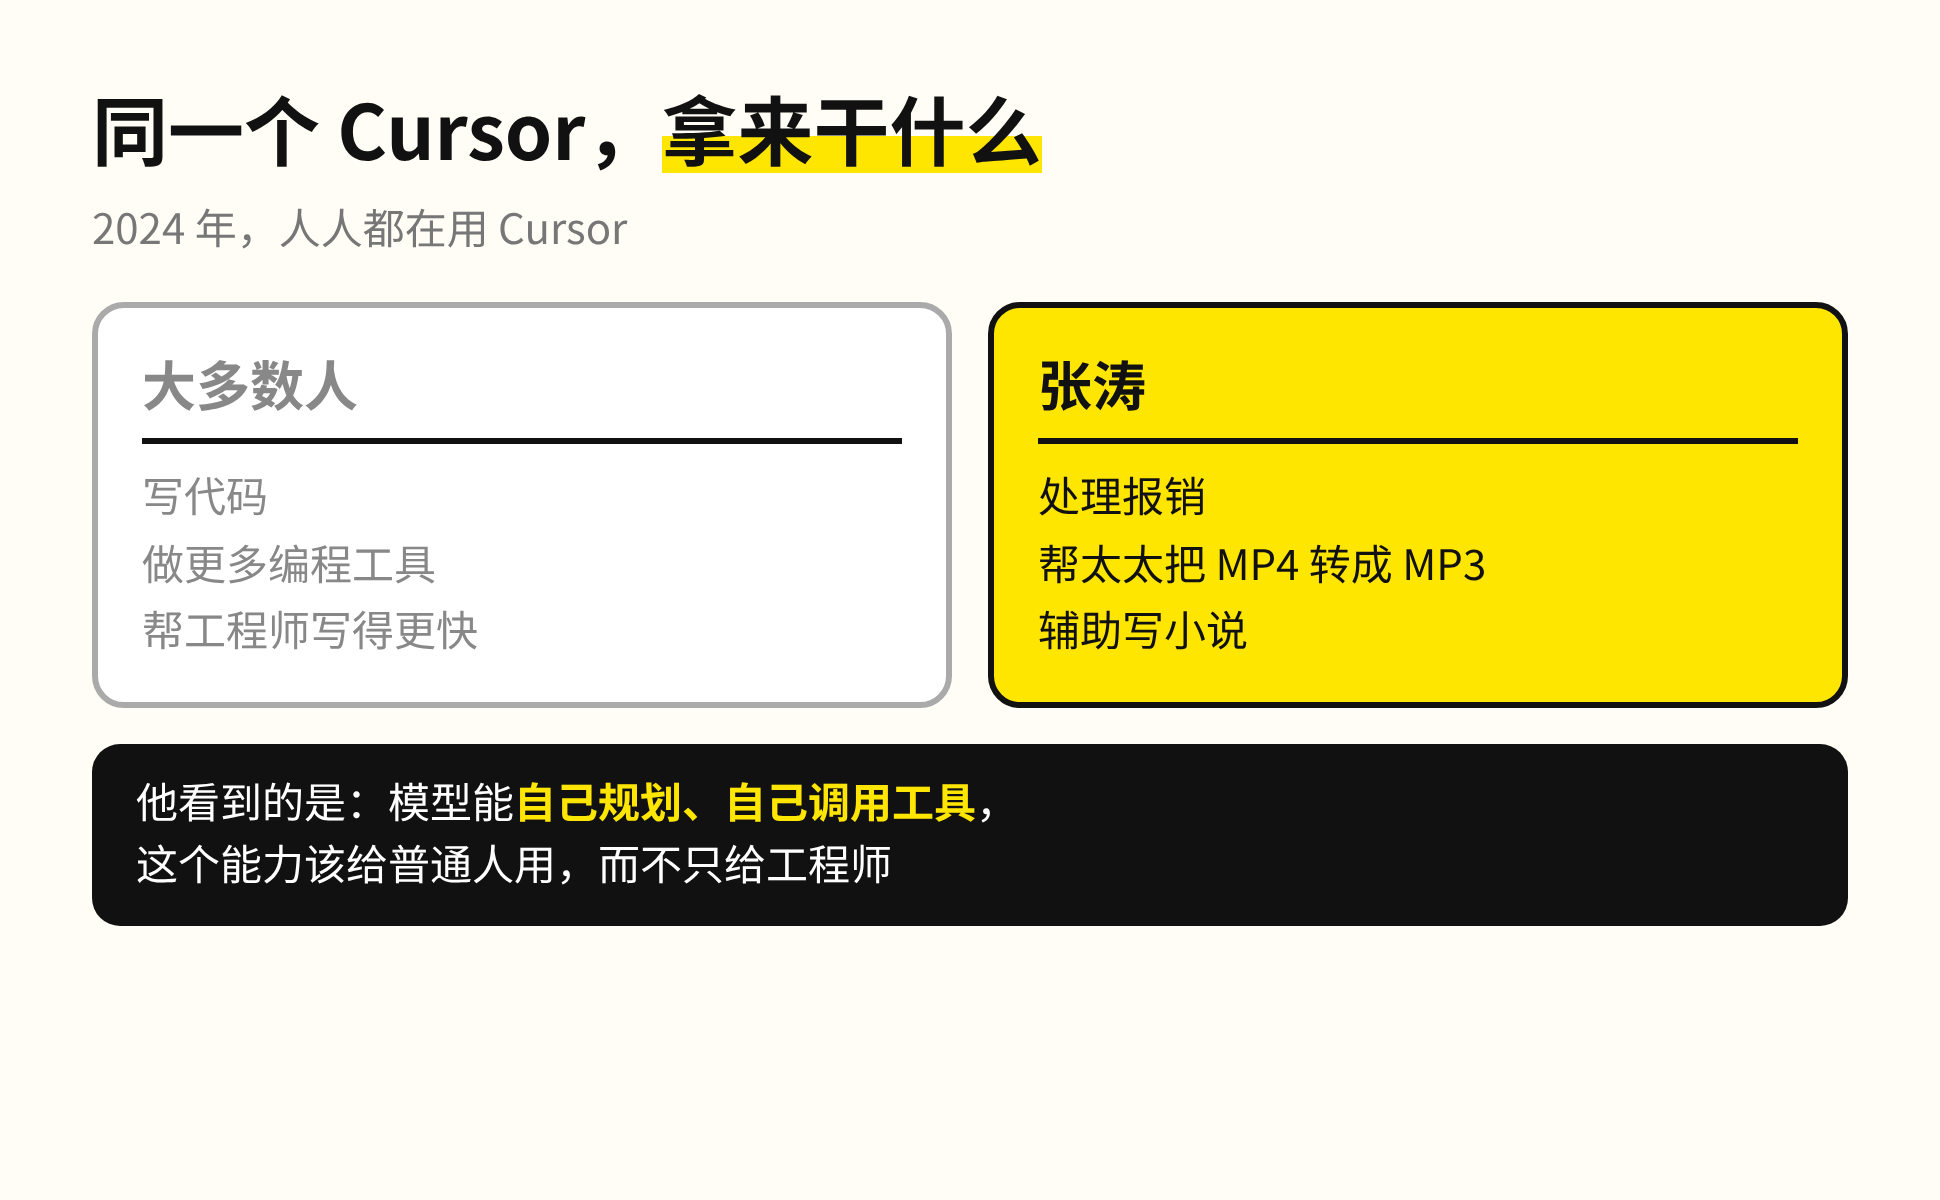 同一个 Cursor，拿来干什么
2024 年，人人都在用 Cursor
大多数人
写代码
做更多编程工具
帮工程师写得更快
张涛
处理报销
帮太太把 MP4 转成 MP3
辅助写小说
他看到的是：模型能自己规划、自己调用工具，
这个能力该给普通人用，而不只给工程师